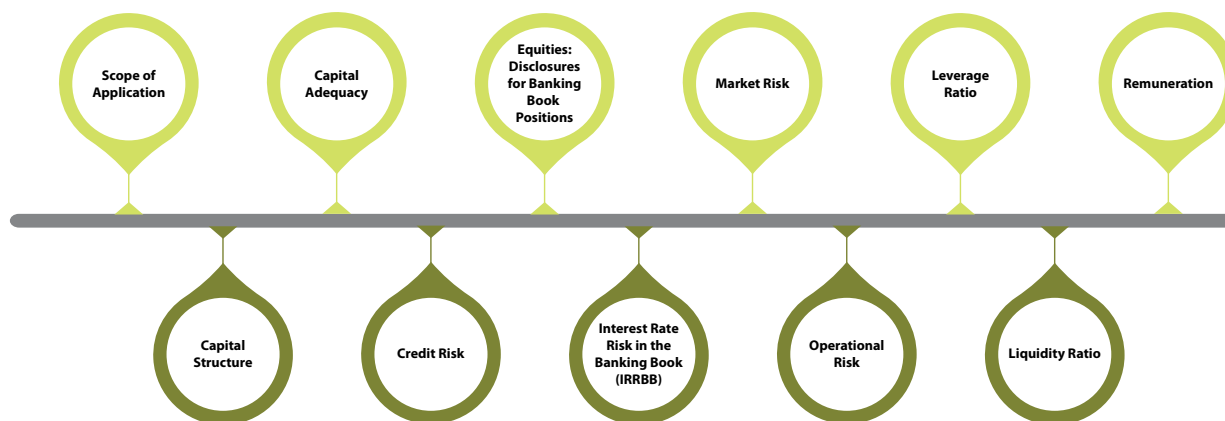 Scope of
Application
Capital
Adequacy
Equities:
Disclosures
for Banking
Book
Positions
Market Risk
Leverage
Ratio
Remuneration
Capital
Structure
Credit Risk
Interest Rate
Risk in the
Banking Book
(IRRBB)
Operational
Risk
Liquidity Ratio